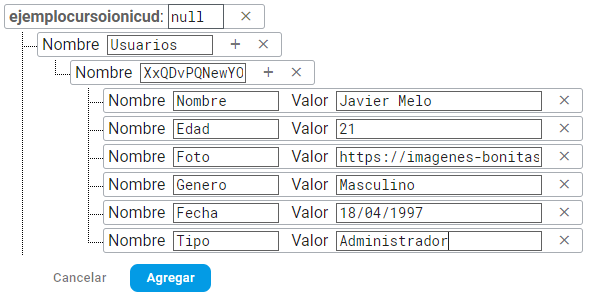 ejemplocursoionicud: null ×
Nombre Usuarios + ×
Nombre XxQDvPQNewYO + ×
Nombre Nombre Valor Javier Melo ×
Nombre Edad Valor 21 ×
Nombre Foto Valor https://imagenes-bonitas ×
Nombre Genero Valor Masculino ×
Nombre Fecha Valor 18/04/1997 ×
Nombre Tipo Valor Administrador ×
Cancelar Agregar